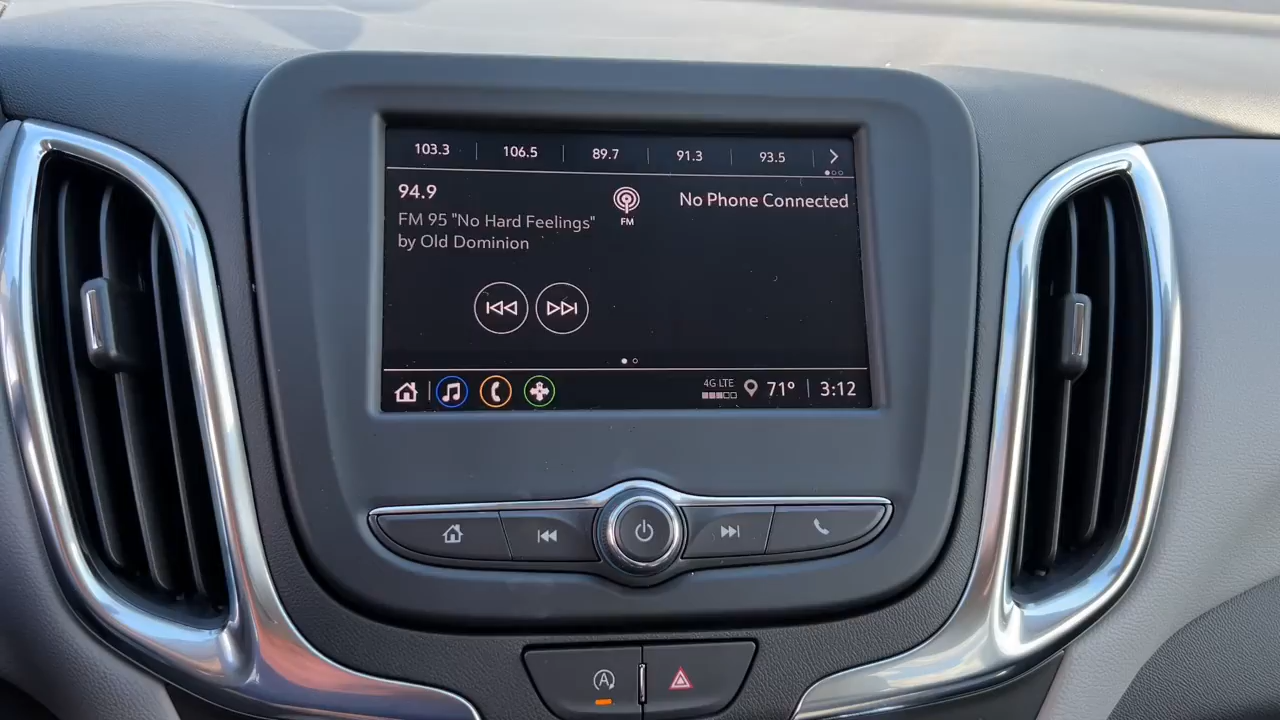 103.3 106.5 89.7 91.3 93.5
94.9
FM 95 "No Hard Feelings"
by Old Dominion
FM
No Phone Connected
4G LTE 71° 3:12
A